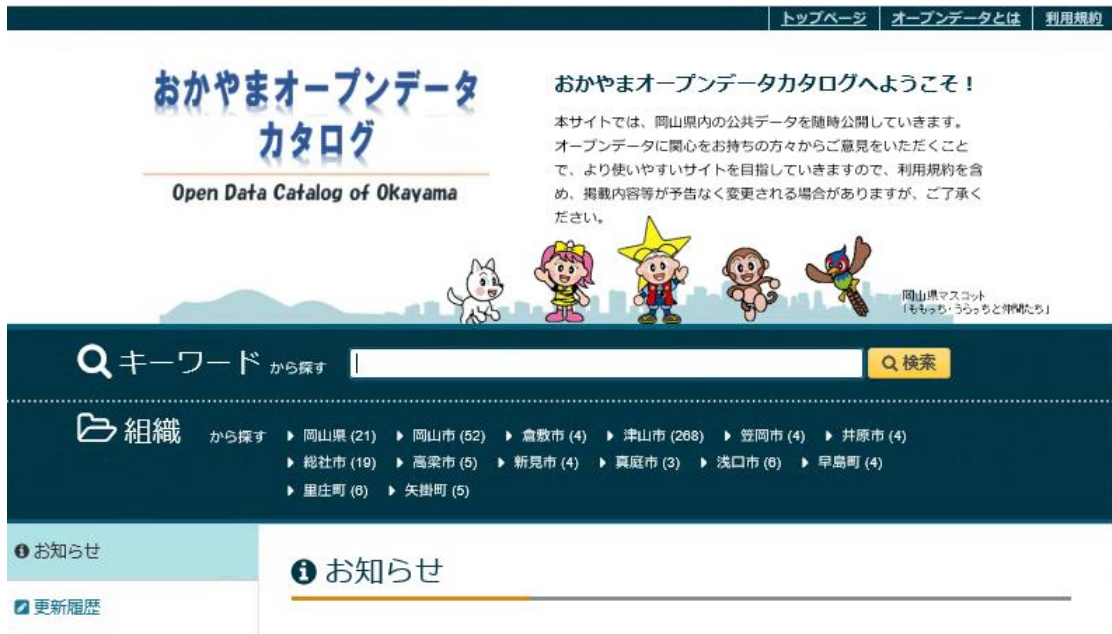 トップページ オープンデータとは 利用規約
おかやまオープンデータ
カタログ
Open Data Catalog of Okayama
おかやまオープンデータカタログへようこそ！
本サイトでは、岡山県内の公共データを随時公開していきます。
オープンデータに関心をお持ちの方々からご意見をいただくこと
で、より使いやすいサイトを目指していきますので、利用規約を含
め、掲載内容等が予告なく変更される場合がありますが、ご了承く
ださい。
岡山県マスコット
「ももっち・うらっちと仲間たち」
キーワード から探す 検索
組織 から探す 岡山県 (21) 岡山市 (52) 倉敷市 (4) 津山市 (268) 笠岡市 (4) 井原市 (4)
総社市 (19) 高梁市 (5) 新見市 (4) 真庭市 (3) 浅口市 (6) 早島町 (4)
里庄町 (6) 矢掛町 (5)
お知らせ
更新履歴
お知らせ